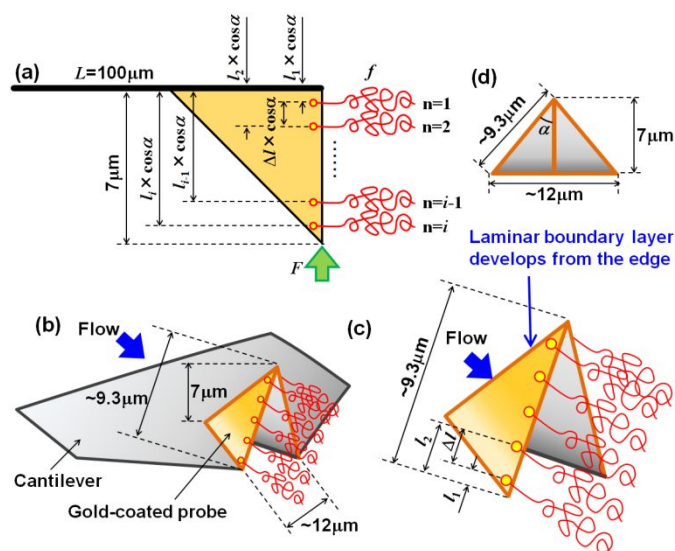 (a)
L=100μm
l₂ × cosα
l₁ × cosα
f
n=1
n=2
......
n=i-1
n=i
7μm
lᵢ × cosα
lᵢ₋₁ × cosα
Δl × cosα
F
(d)
~9.3μm
α
7μm
~12μm
Laminar boundary layer
develops from the edge
(b)
Flow
~9.3μm
7μm
Cantilever
Gold-coated probe
~12μm
(c)
Flow
~9.3μm
l₂
Δl
l₁